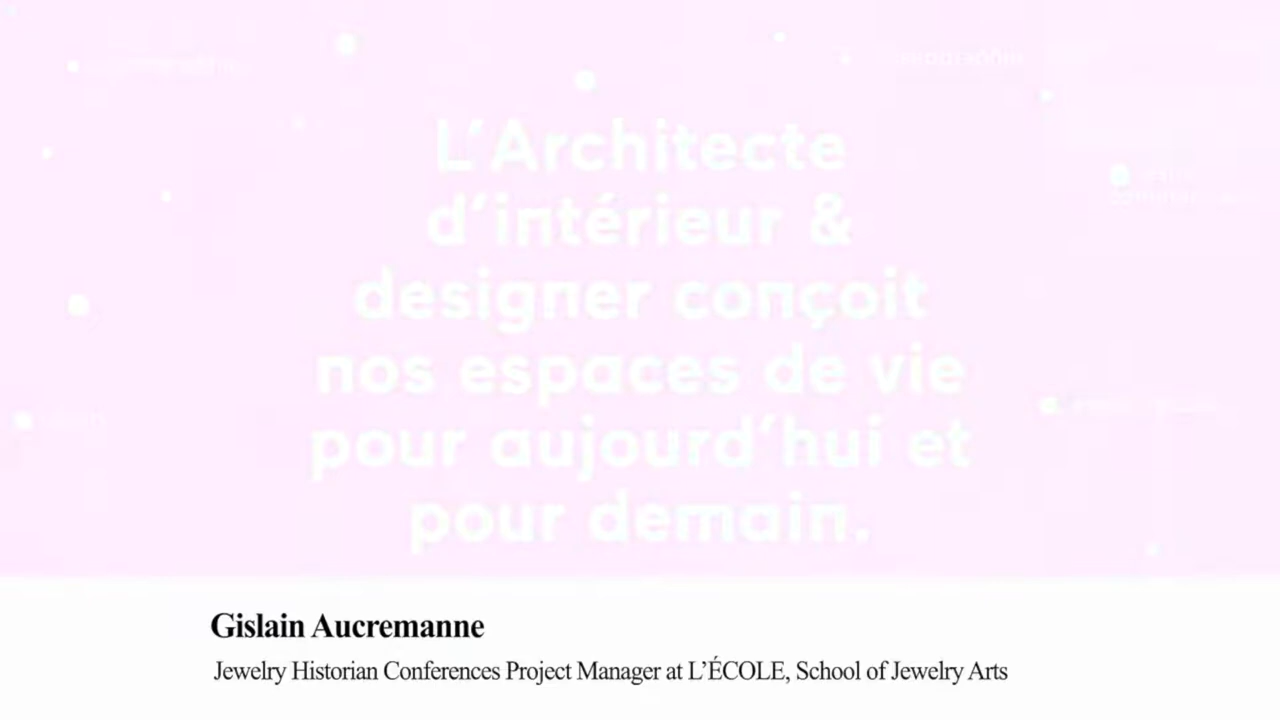 L'Architecte
d'intérieur &
designer conçoit
nos espaces de vie
pour aujourd'hui et
pour demain.
Gislain Aucremanne
Jewelry Historian Conferences Project Manager at L'ÉCOLE, School of Jewelry Arts